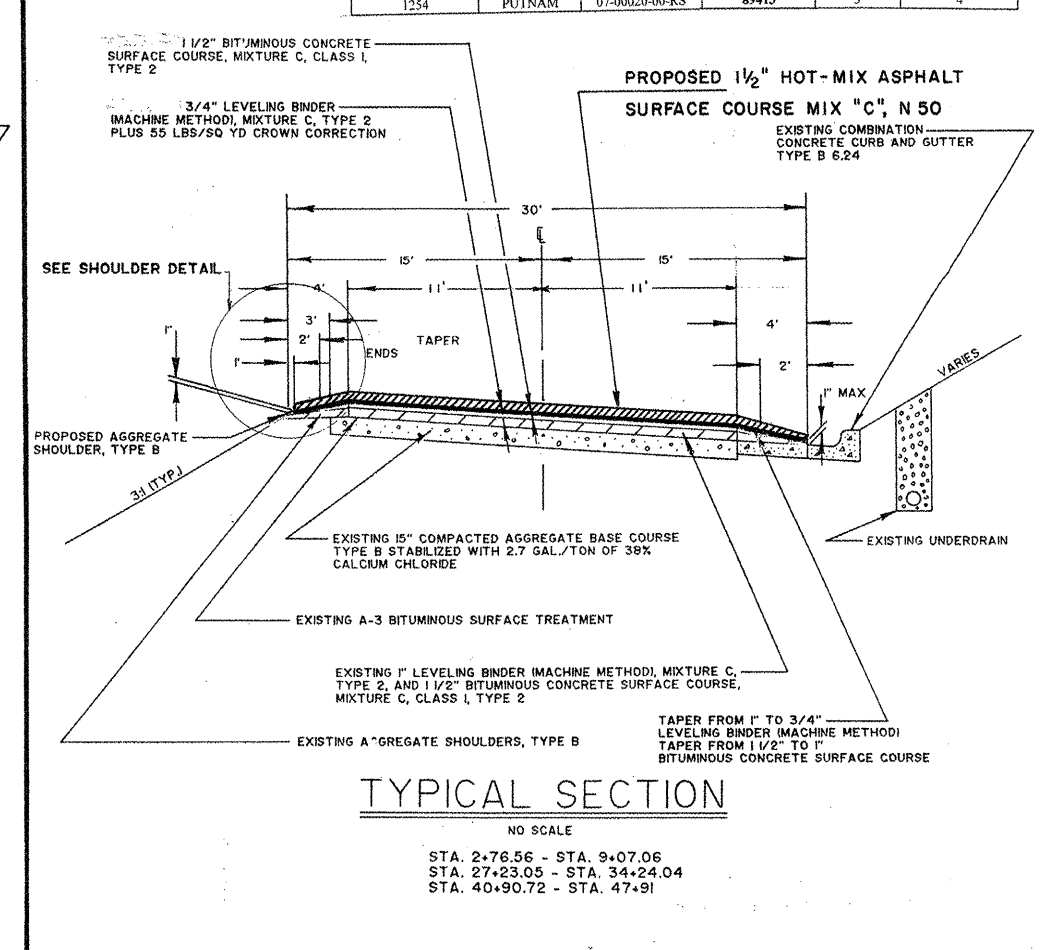 1254 PUTNAM 07-00020-00-RS 89415 3 4
1 1/2" BITUMINOUS CONCRETE
SURFACE COURSE, MIXTURE C, CLASS I,
TYPE 2
3/4" LEVELING BINDER
(MACHINE METHOD), MIXTURE C, TYPE 2
PLUS 55 LBS/SQ YD CROWN CORRECTION
PROPOSED 1½" HOT-MIX ASPHALT
SURFACE COURSE MIX "C", N 50
EXISTING COMBINATION
CONCRETE CURB AND GUTTER
TYPE B 6.24
30'
℄
15' 15'
SEE SHOULDER DETAIL
4' 11' 11'
3' 4'
2' TAPER 2'
1' ENDS
1"
1" MAX
VARIES
PROPOSED AGGREGATE
SHOULDER, TYPE B
3:1 (TYP.)
EXISTING 15" COMPACTED AGGREGATE BASE COURSE
TYPE B STABILIZED WITH 2.7 GAL./TON OF 38%
CALCIUM CHLORIDE
EXISTING UNDERDRAIN
EXISTING A-3 BITUMINOUS SURFACE TREATMENT
EXISTING 1" LEVELING BINDER (MACHINE METHOD), MIXTURE C,
TYPE 2, AND 1 1/2" BITUMINOUS CONCRETE SURFACE COURSE,
MIXTURE C, CLASS I, TYPE 2
TAPER FROM 1" TO 3/4"
LEVELING BINDER (MACHINE METHOD)
TAPER FROM 1 1/2" TO 1"
BITUMINOUS CONCRETE SURFACE COURSE
EXISTING AGGREGATE SHOULDERS, TYPE B
TYPICAL SECTION
NO SCALE
STA. 2+76.56 - STA. 9+07.06
STA. 27+23.05 - STA. 34+24.04
STA. 40+90.72 - STA. 47+91